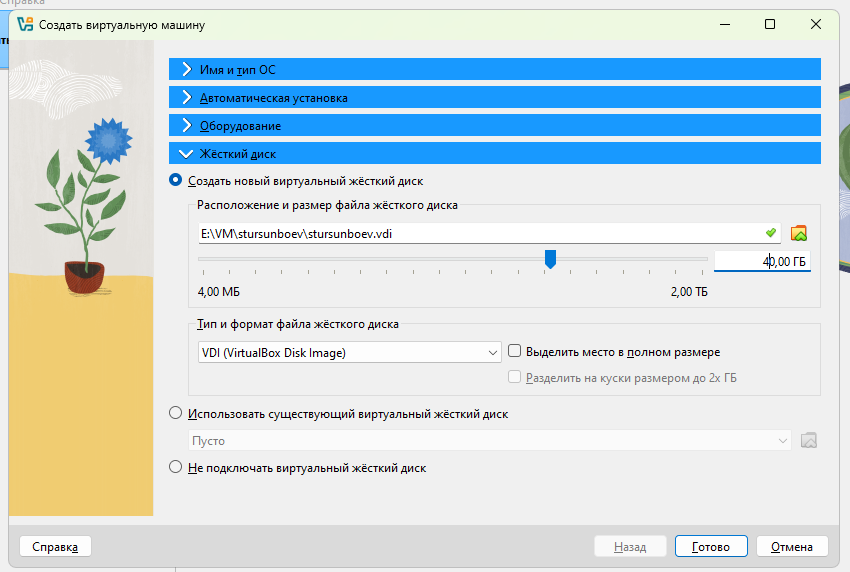 Справка
Создать виртуальную машину
Имя и тип ОС
Автоматическая установка
Оборудование
Жёсткий диск
Создать новый виртуальный жёсткий диск
Расположение и размер файла жёсткого диска
E:\VM\stursunboev\stursunboev.vdi
40,00 ГБ
4,00 МБ 2,00 ТБ
Тип и формат файла жёсткого диска
VDI (VirtualBox Disk Image) Выделить место в полном размере
Разделить на куски размером до 2х ГБ
Использовать существующий виртуальный жёсткий диск
Пусто
Не подключать виртуальный жёсткий диск
Справка Назад Готово Отмена